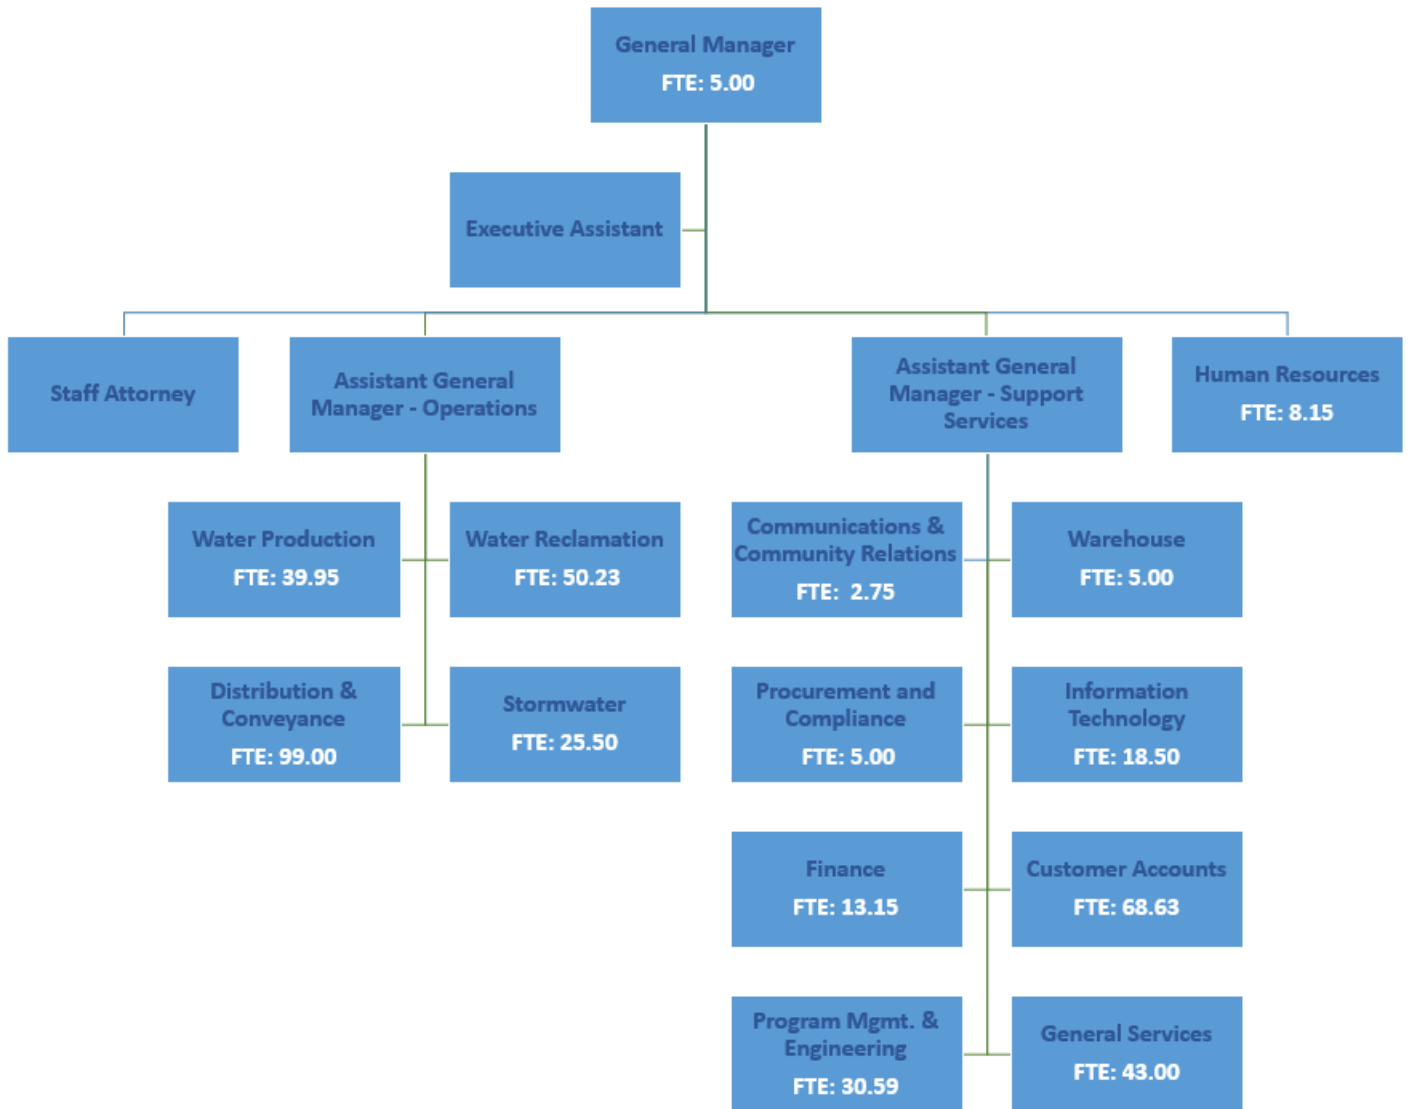 General Manager
FTE: 5.00
Executive Assistant
Staff Attorney
Assistant General
Manager - Operations
Assistant General
Manager - Support
Services
Human Resources
FTE: 8.15
Water Production
FTE: 39.95
Water Reclamation
FTE: 50.23
Communications &
Community Relations
FTE:  2.75
Warehouse
FTE: 5.00
Distribution &
Conveyance
FTE: 99.00
Stormwater
FTE: 25.50
Procurement and
Compliance
FTE: 5.00
Information
Technology
FTE: 18.50
Finance
FTE: 13.15
Customer Accounts
FTE: 68.63
Program Mgmt. &
Engineering
FTE: 30.59
General Services
FTE: 43.00